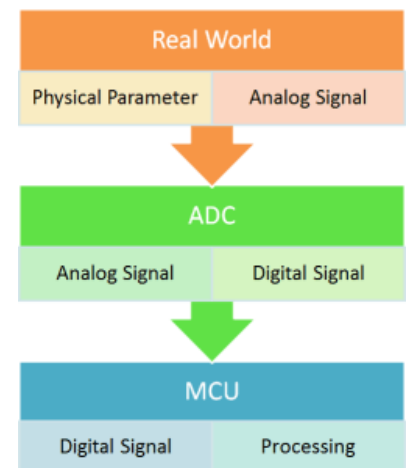 Real World
Physical Parameter Analog Signal
ADC
Analog Signal Digital Signal
MCU
Digital Signal Processing